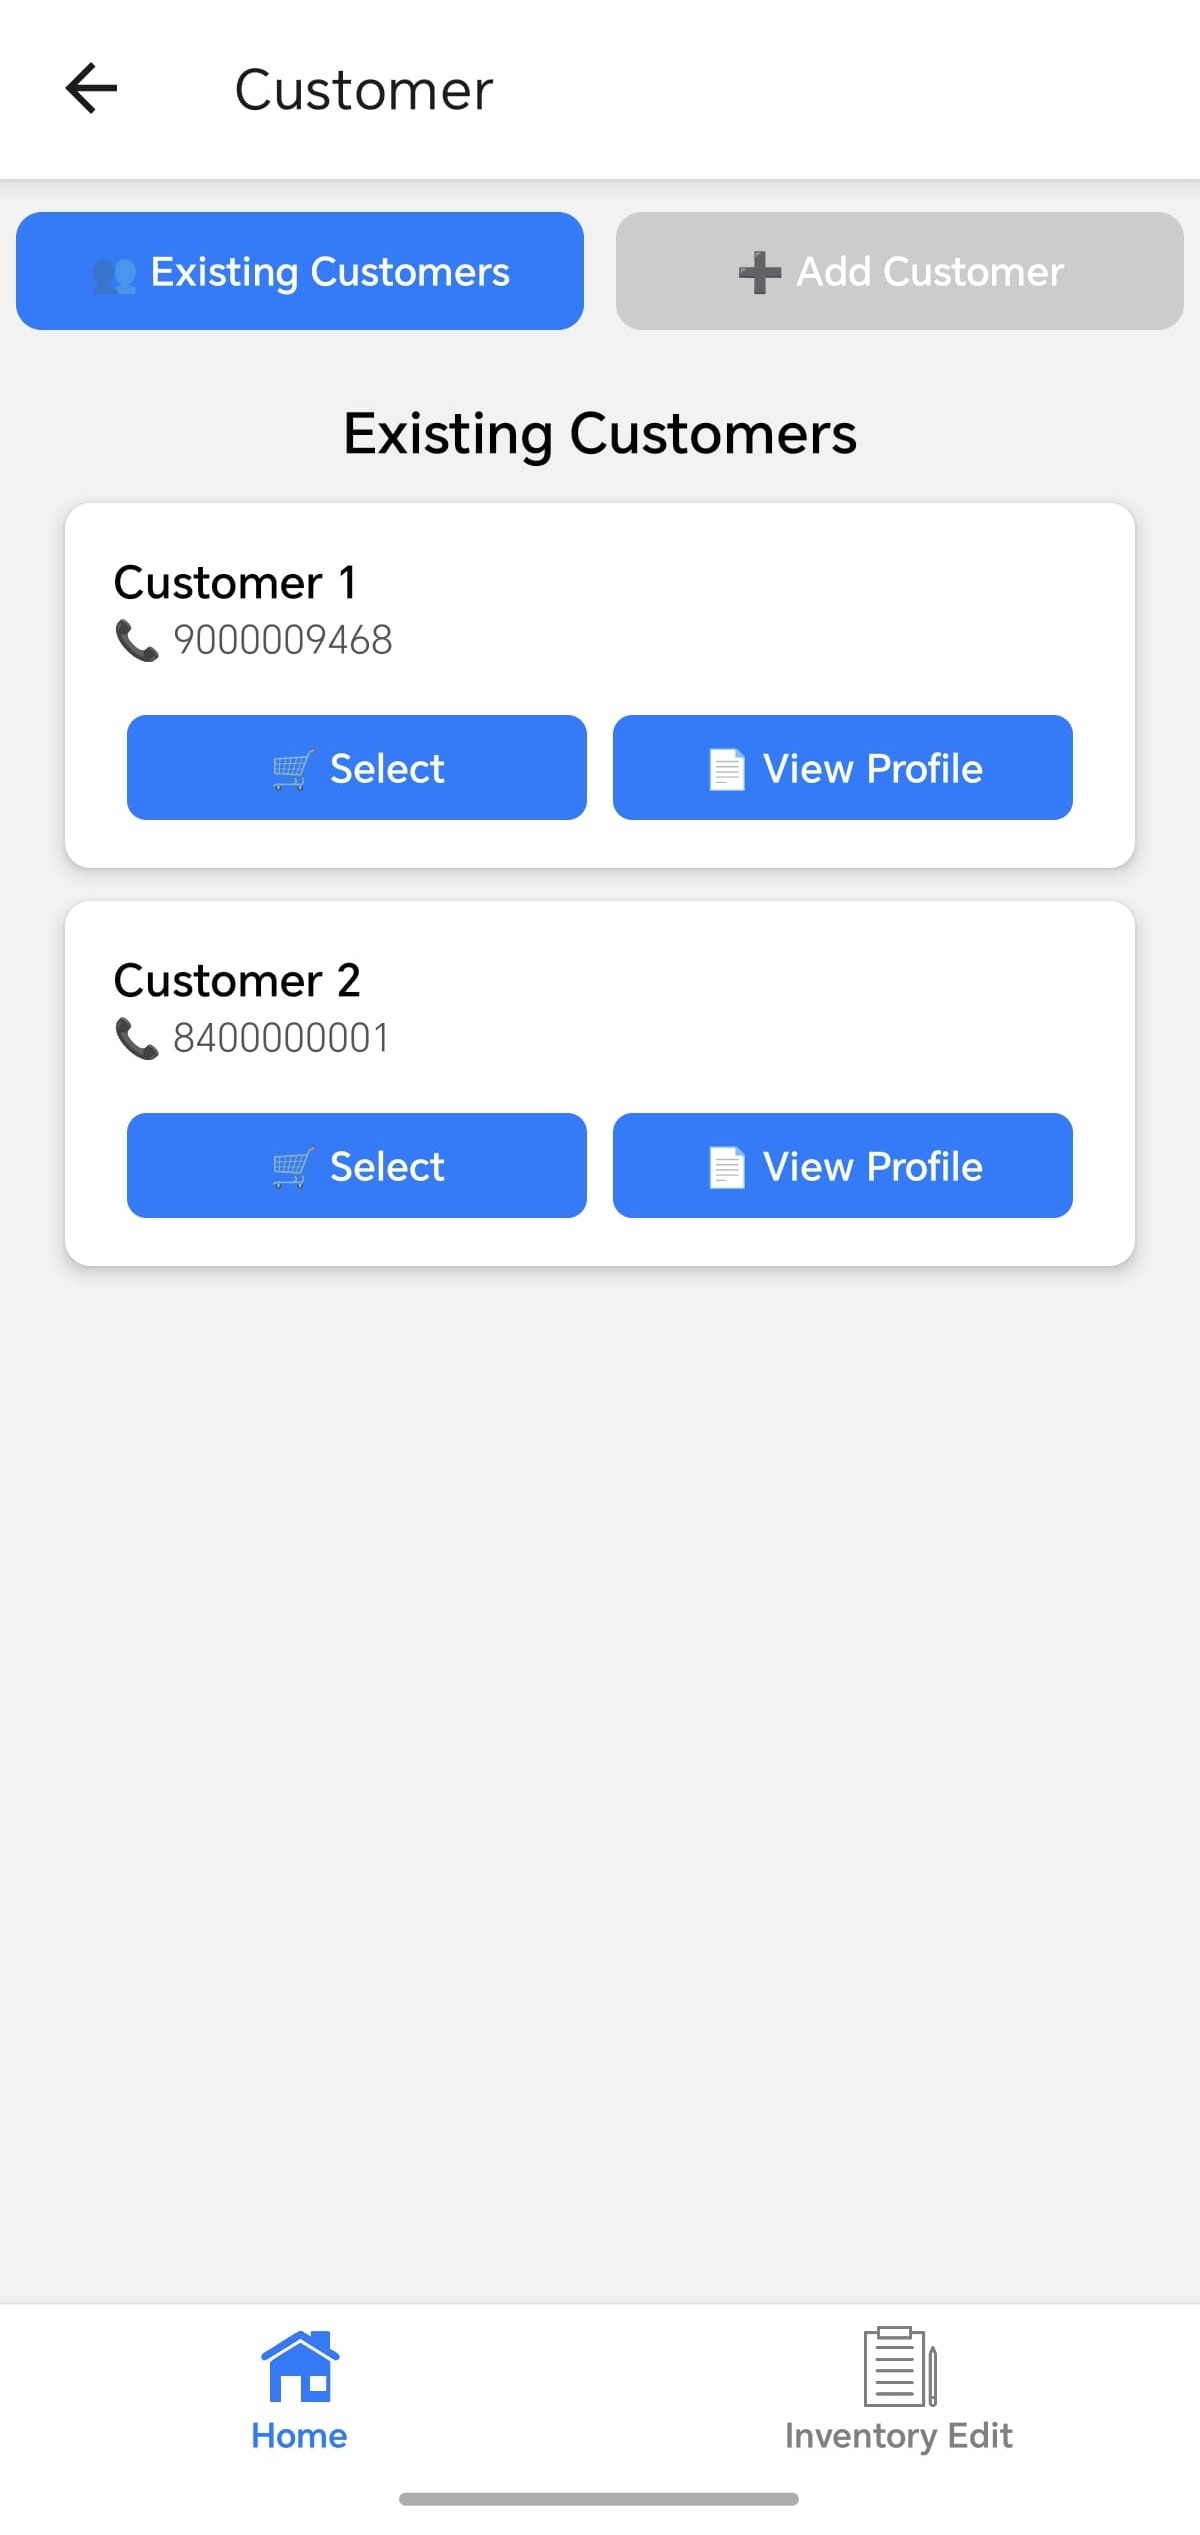 Customer
👥 Existing Customers
➕ Add Customer
Existing Customers
Customer 1
📞 9000009468
🛒 Select
📄 View Profile
Customer 2
📞 8400000001
🛒 Select
📄 View Profile
Home
Inventory Edit